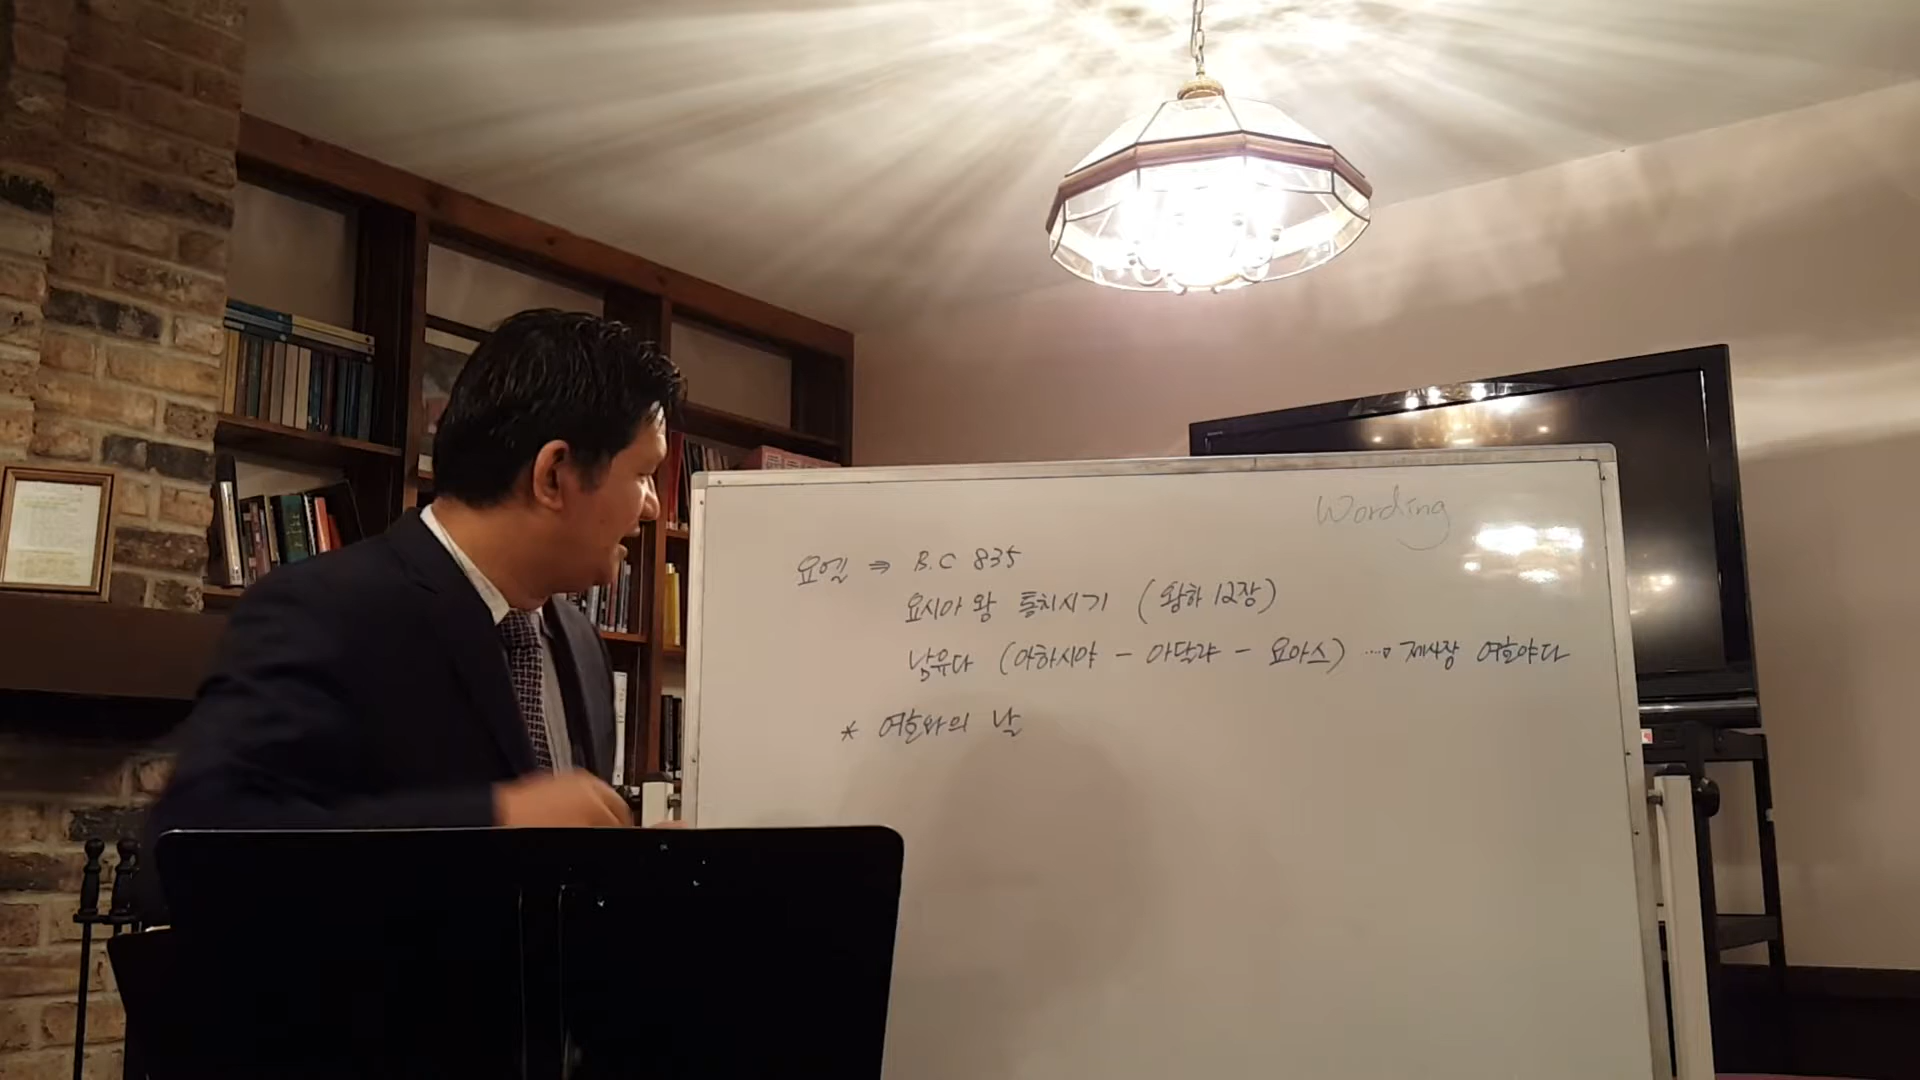 Wording
요엘 ⇒ B.C 835
요시아 왕 통치시기 (왕하 12장)
남유다 (아하시야 - 아달랴 - 요아스) ....→ 제사장 여호야다
* 여호와의 날